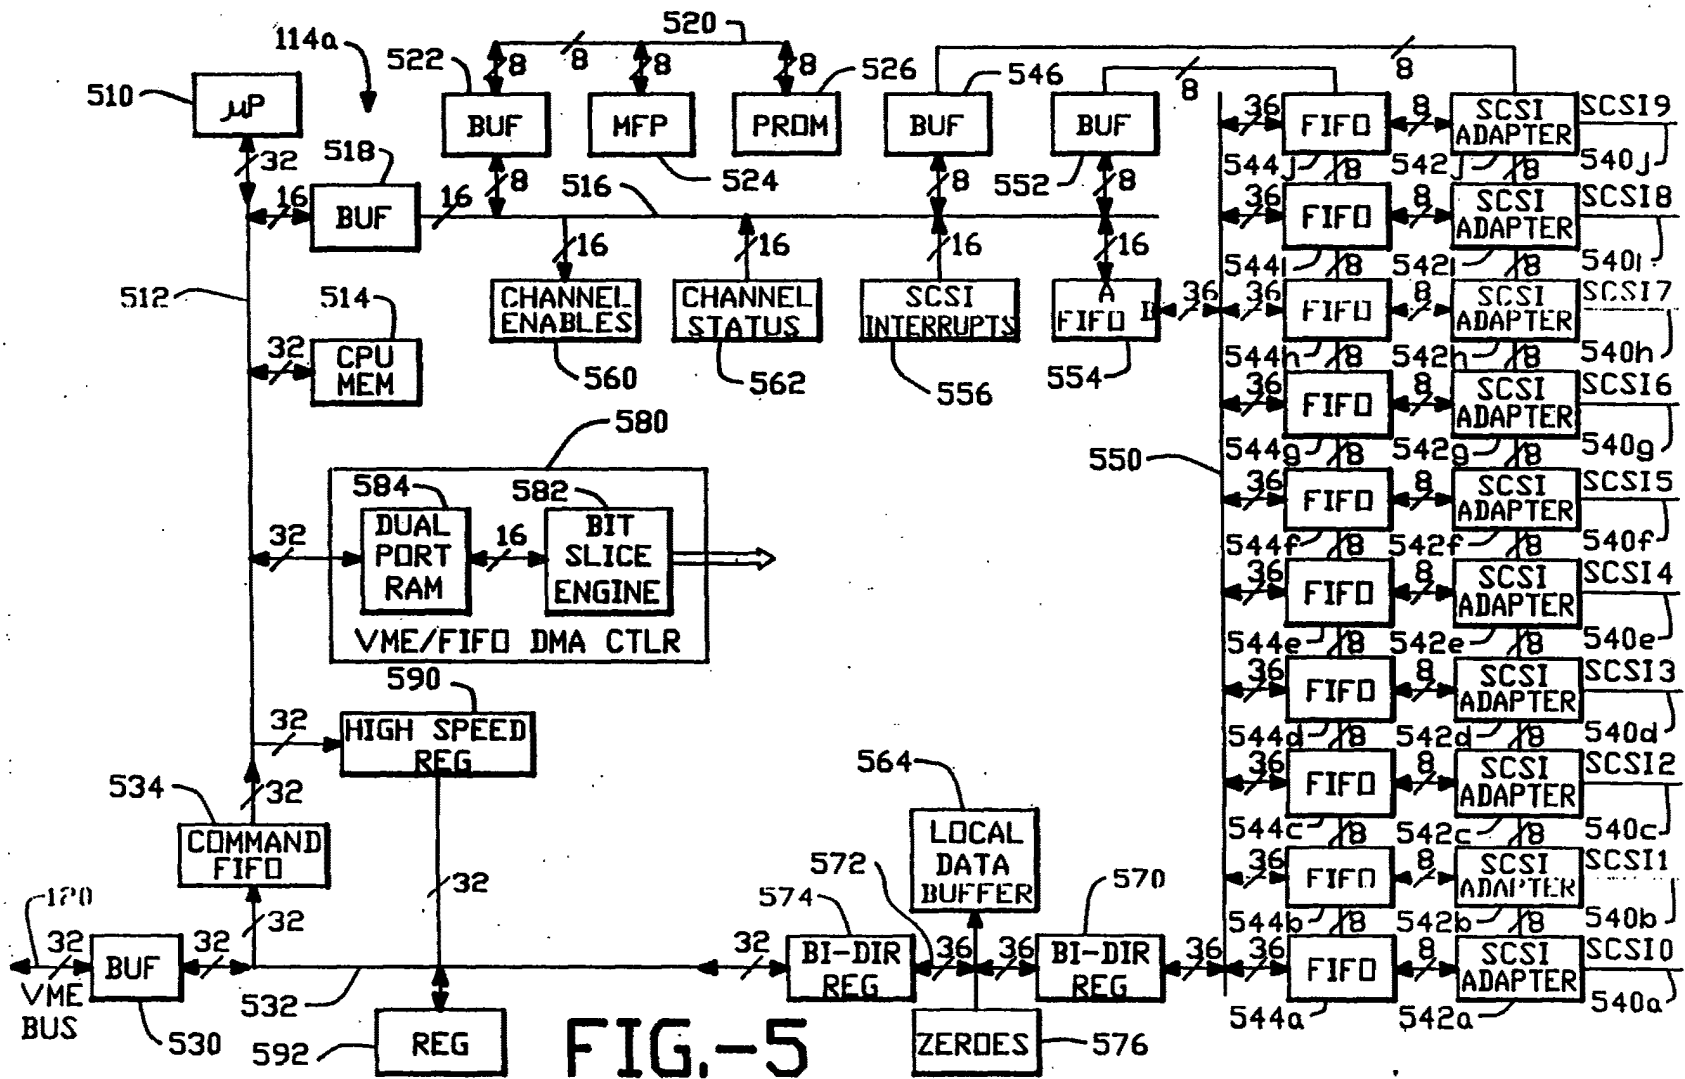 520
114a
522
8
8
8
8
526
546
8
8
552
510
µP
BUF
MFP
PROM
BUF
BUF
32
518
8
524
8
8
16
BUF
16
516
16
16
16
16
512
514
CHANNEL
ENABLES
560
CHANNEL
STATUS
562
SCSI
INTERRUPTS
556
A
FIFO
B
554
36
32
CPU
MEM
580
584
582
32
DUAL
PORT
RAM
16
BIT
SLICE
ENGINE
VME/FIFO DMA CTLR
590
32
HIGH SPEED
REG
534
32
COMMAND
FIFO
32
32
120
32
VME
BUS
BUF
530
32
532
592
REG
574
32
BI-DIR
REG
572
36
564
LOCAL
DATA
BUFFER
36
570
BI-DIR
REG
36
ZEROES
576
550
36
FIFO
8
SCSI
ADAPTER
SCSI9
544j
8
542j
8
540j
36
FIFO
8
SCSI
ADAPTER
SCSI8
544i
8
542i
8
540i
36
FIFO
8
SCSI
ADAPTER
SCSI7
544h
8
542h
8
540h
36
FIFO
8
SCSI
ADAPTER
SCSI6
544g
8
542g
8
540g
36
FIFO
8
SCSI
ADAPTER
SCSI5
544f
8
542f
8
540f
36
FIFO
8
SCSI
ADAPTER
SCSI4
544e
8
542e
8
540e
36
FIFO
8
SCSI
ADAPTER
SCSI3
544d
8
542d
8
540d
36
FIFO
8
SCSI
ADAPTER
SCSI2
544c
8
542c
8
540c
36
FIFO
8
SCSI
ADAPTER
SCSI1
544b
8
542b
8
540b
36
FIFO
8
SCSI
ADAPTER
SCSI0
544a
542a
540a
FIG.-5